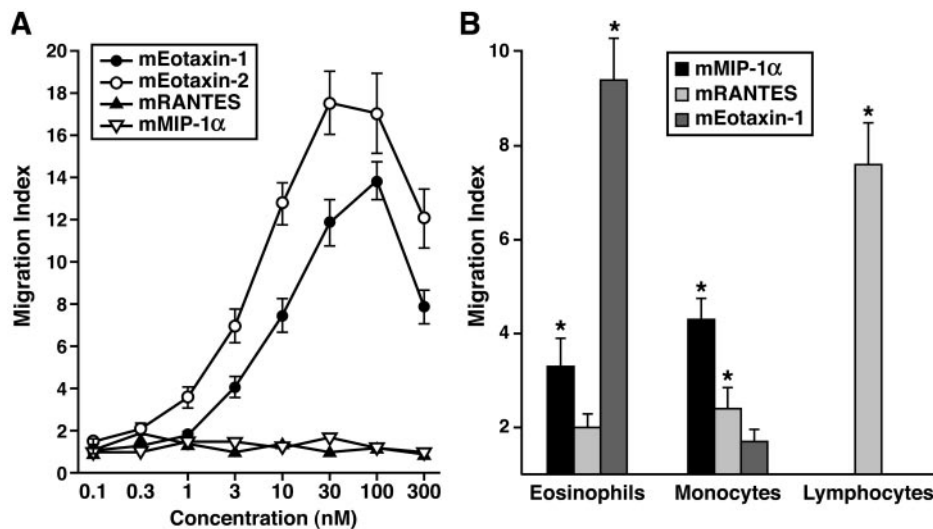 A
mEotaxin-1
mEotaxin-2
mRANTES
mMIP-1α
20
18
16
14
12
10
8
6
4
2
0
Migration Index
0.1 0.3 1 3 10 30 100 300
Concentration (nM)
B
mMIP-1α
mRANTES
mEotaxin-1
10
8
6
4
2
Migration Index
*
*
*
*
*
Eosinophils Monocytes Lymphocytes